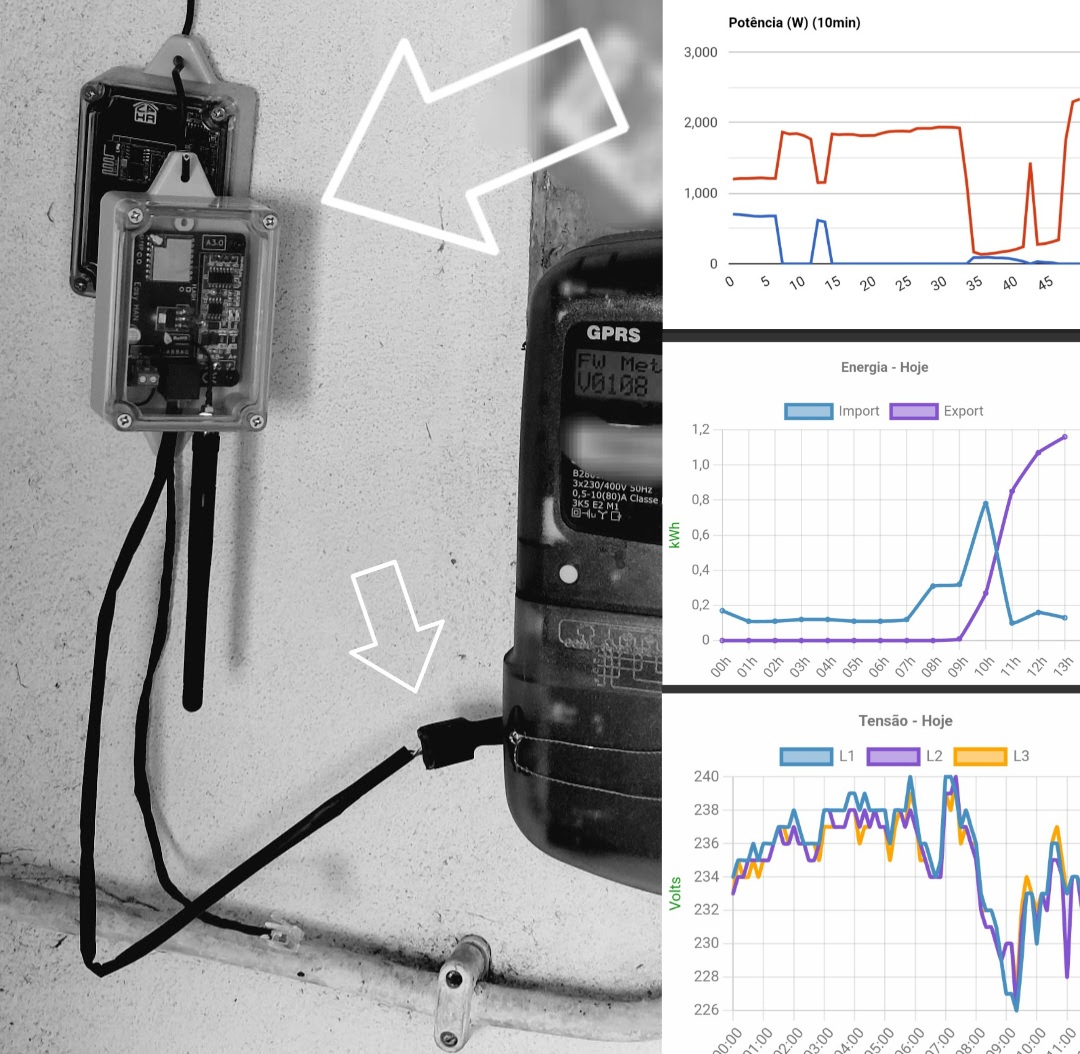 A3.0
Easy HAN
GPRS
FW Met
V0108
3x230/400V 50Hz
0,5-10(80)A Classe
3K5 E2 M1
Potência (W) (10min)
3,000
2,000
1,000
0
0 5 10 15 20 25 30 35 40 45
Energia - Hoje
Import Export
1,2
1,0
0,8
0,6
0,4
0,2
0
kWh
00h 01h 02h 03h 04h 05h 06h 07h 08h 09h 10h 11h 12h 13h
Tensão - Hoje
L1 L2 L3
240
238
236
234
232
230
228
226
Volts
00:00 01:00 02:00 03:00 04:00 05:00 06:00 07:00 08:00 09:00 10:00 11:00